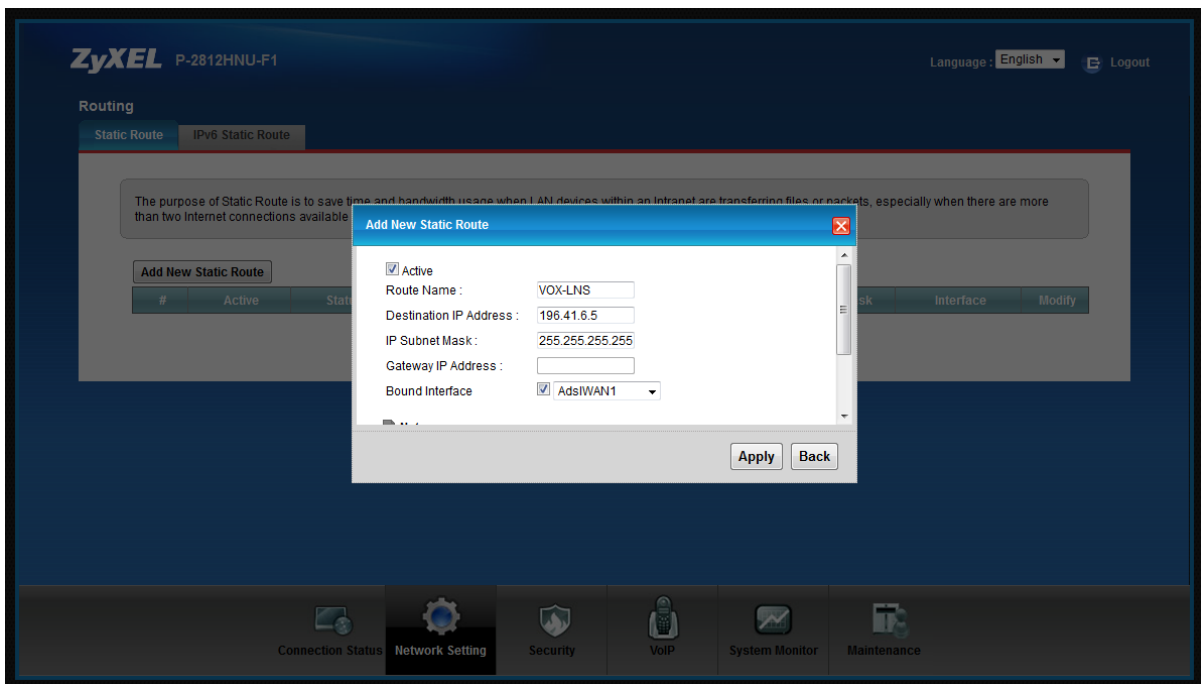 ZyXEL P-2812HNU-F1
Language : English
Logout
Routing
Static Route
IPv6 Static Route
The purpose of Static Route is to save time and bandwidth usage when LAN devices within an Intranet are transferring files or packets, especially when there are more
than two Internet connections available
Add New Static Route
Add New Static Route
# Active
Interface Modify
Active
Route Name : VOX-LNS
Destination IP Address : 196.41.6.5
IP Subnet Mask : 255.255.255.255
Gateway IP Address :
Bound Interface AdslWAN1
Apply Back
Connection Status
Network Setting
Security
VoIP
System Monitor
Maintenance